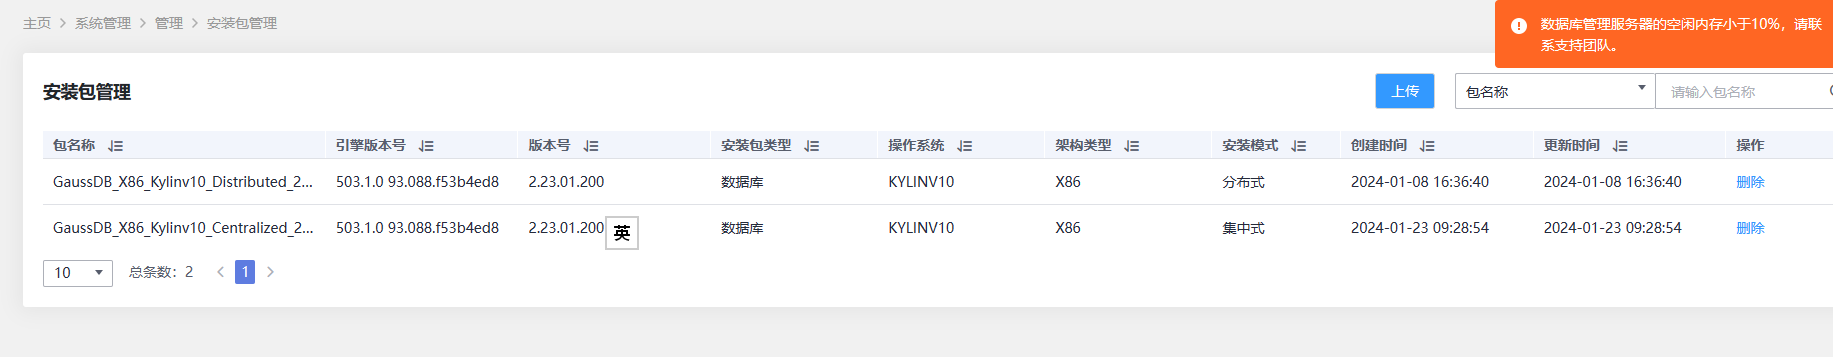 主页 > 系统管理 > 管理 > 安装包管理
数据库管理服务器的空闲内存小于10%，请联
系支持团队。
安装包管理
上传 包名称 请输入包名称
包名称 引擎版本号 版本号 安装包类型 操作系统 架构类型 安装模式 创建时间 更新时间 操作
GaussDB_X86_Kylinv10_Distributed_2... 503.1.0 93.088.f53b4ed8 2.23.01.200 数据库 KYLINV10 X86 分布式 2024-01-08 16:36:40 2024-01-08 16:36:40 删除
GaussDB_X86_Kylinv10_Centralized_2... 503.1.0 93.088.f53b4ed8 2.23.01.200 数据库 KYLINV10 X86 集中式 2024-01-23 09:28:54 2024-01-23 09:28:54 删除
英
10 总条数：2 < 1 >